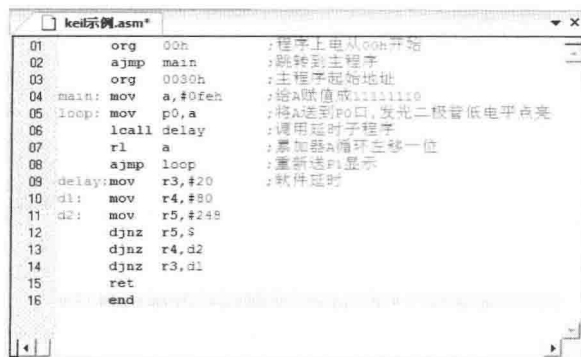 keil示例.asm*
01 org 00h ;程序上电从00h开始
02 ajmp main ;跳转到主程序
03 org 0030h ;主程序起始地址
04 main: mov a,#0feh ;给A赋值成11111110
05 loop: mov p0,a ;将A送到P0口,发光二极管低电平点亮
06 lcall delay ;调用延时子程序
07 rl a ;累加器A循环左移一位
08 ajmp loop ;重新送P1显示
09 delay:mov r3,#20 ;软件延时
10 d1: mov r4,#80
11 d2: mov r5,#248
12 djnz r5,$
13 djnz r4,d2
14 djnz r3,d1
15 ret
16 end